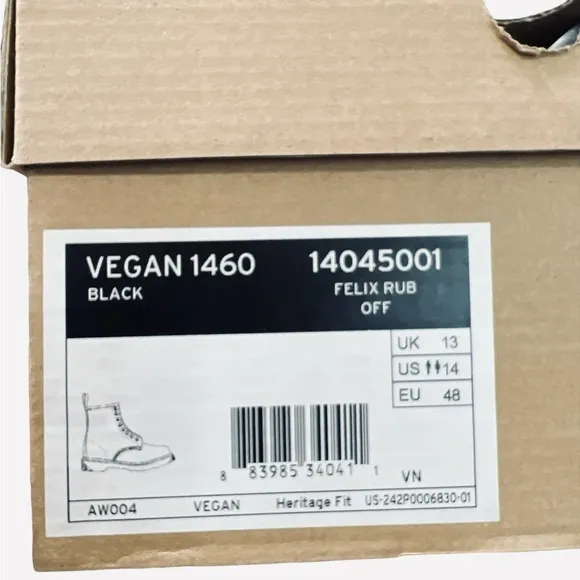 VEGAN 1460 14045001
BLACK FELIX RUB
OFF
UK 13
US 14
EU 48
8 83985 34041 1 VN
AW004 VEGAN Heritage Fit US-242P0006830-01